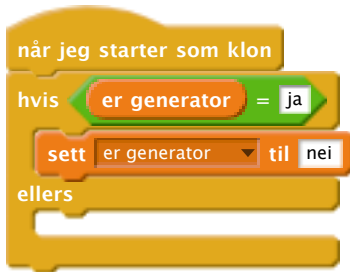 når jeg starter som klon
hvis er generator = ja
sett er generator til nei
ellers